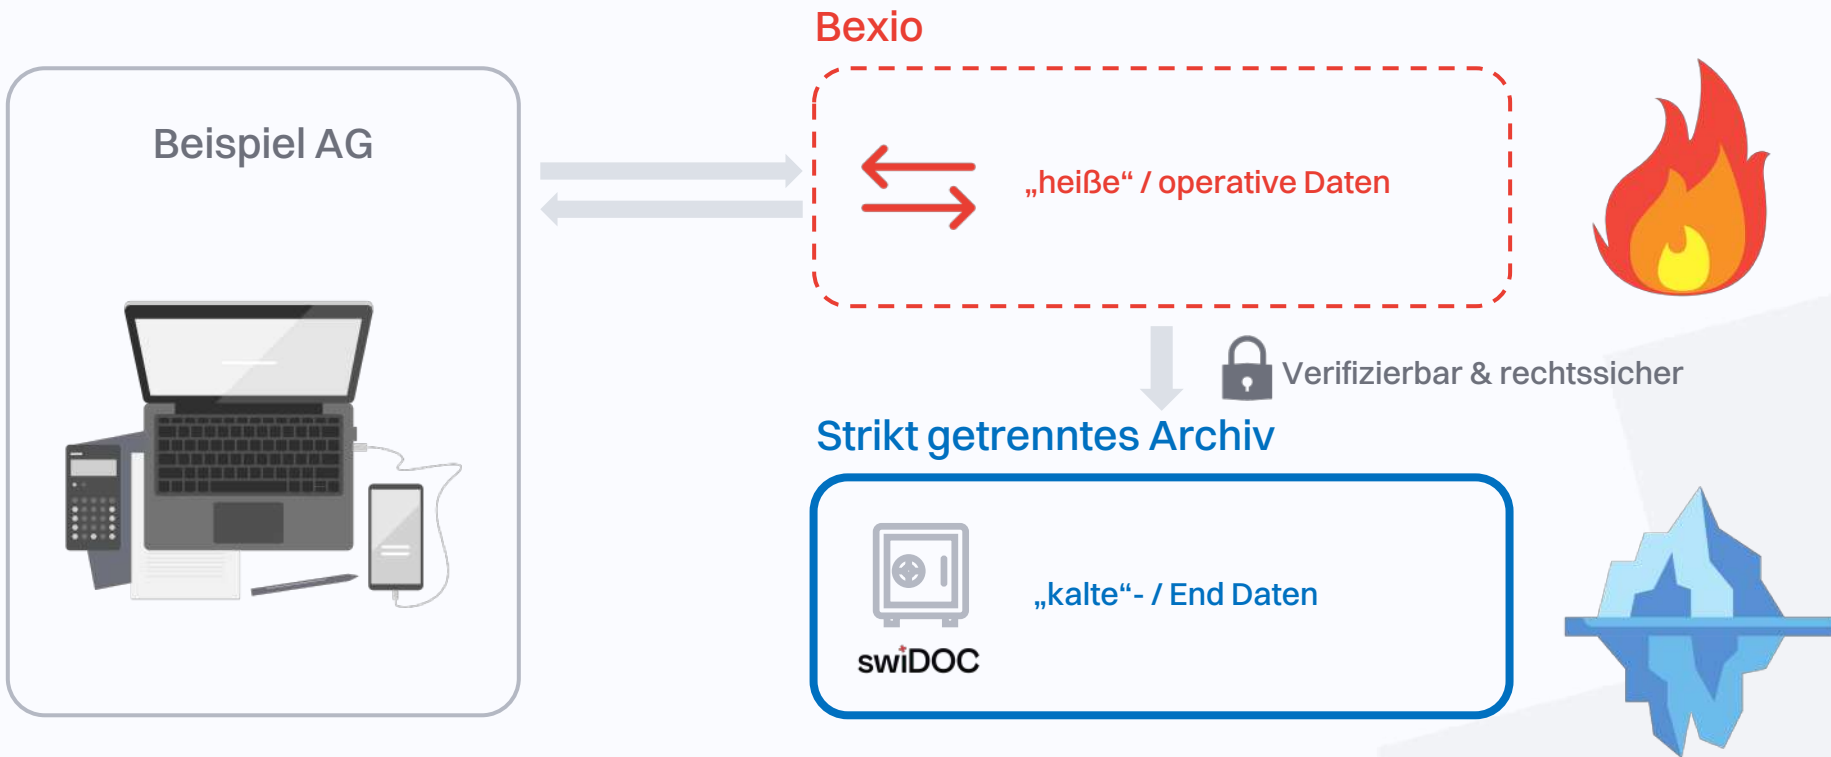 Bexio
Beispiel AG
„heiße“ / operative Daten
Verifizierbar & rechtssicher
Strikt getrenntes Archiv
„kalte“- / End Daten
swiDOC